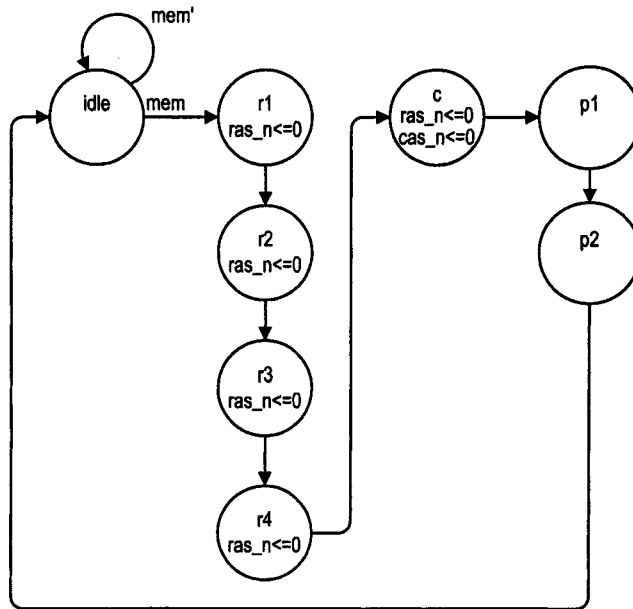 mem'
idle
mem
r1
ras_n<=0
r2
ras_n<=0
r3
ras_n<=0
r4
ras_n<=0
c
ras_n<=0
cas_n<=0
p1
p2